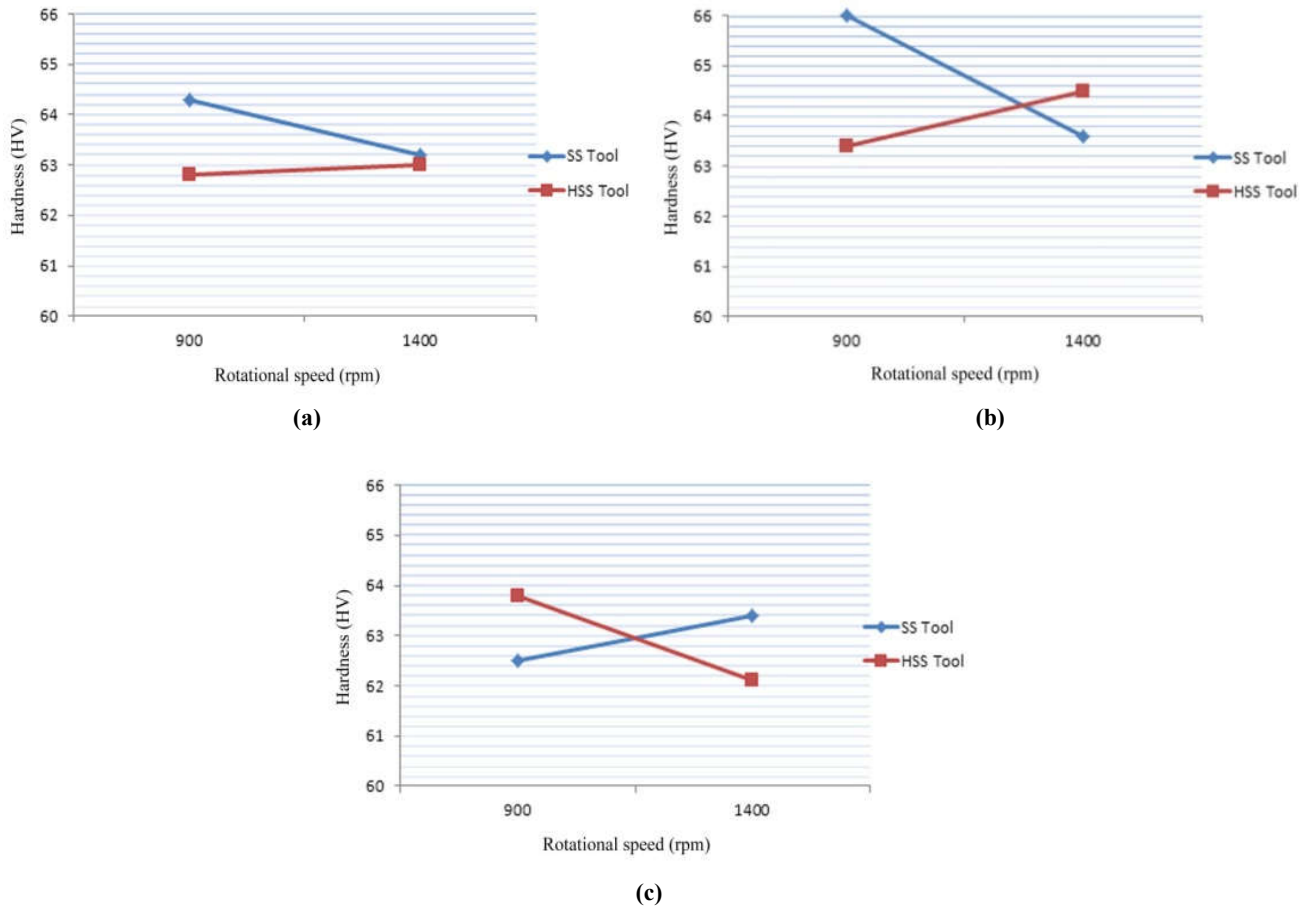 66
65
64
63
62
61
60
Hardness (HV)
900 1400
Rotational speed (rpm)
SS Tool
HSS Tool
(a)
66
65
64
63
62
61
60
Hardness (HV)
900 1400
Rotational speed (rpm)
SS Tool
HSS Tool
(b)
66
65
64
63
62
61
60
Hardness (HV)
900 1400
Rotational speed (rpm)
SS Tool
HSS Tool
(c)